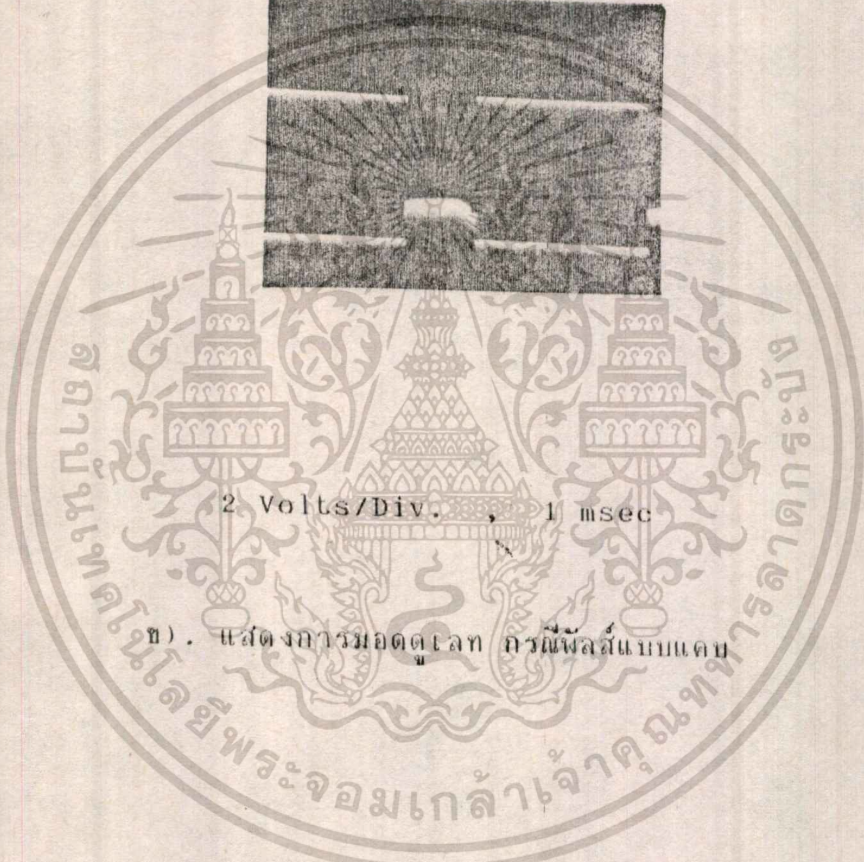 2 Volts/Div. , 1 msec
ข). แสดงการมอดดูเลท กรณีพัลส์แบบแคบ
สถาบันเทคโนโลยีพระจอมเกล้าเจ้าคุณทหารลาดกระบัง